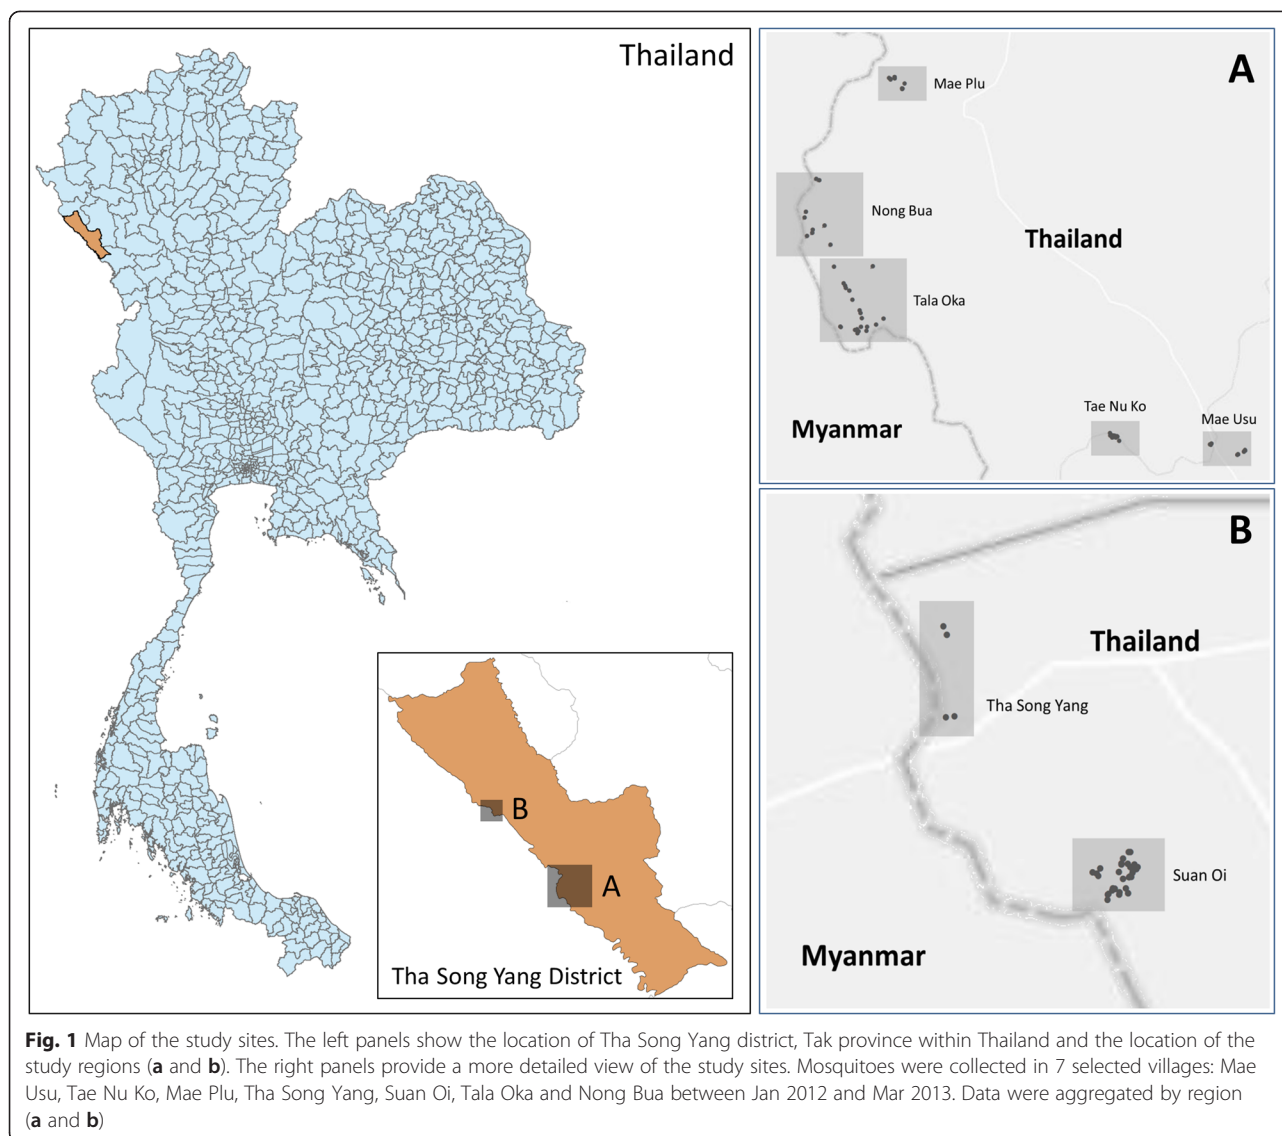 Thailand
B
A
Tha Song Yang District
A
Mae Plu
Nong Bua
Thailand
Tala Oka
Tae Nu Ko
Mae Usu
Myanmar
B
Thailand
Tha Song Yang
Suan Oi
Myanmar
Fig. 1 Map of the study sites. The left panels show the location of Tha Song Yang district, Tak province within Thailand and the location of the
study regions (a and b). The right panels provide a more detailed view of the study sites. Mosquitoes were collected in 7 selected villages: Mae
Usu, Tae Nu Ko, Mae Plu, Tha Song Yang, Suan Oi, Tala Oka and Nong Bua between Jan 2012 and Mar 2013. Data were aggregated by region
(a and b)